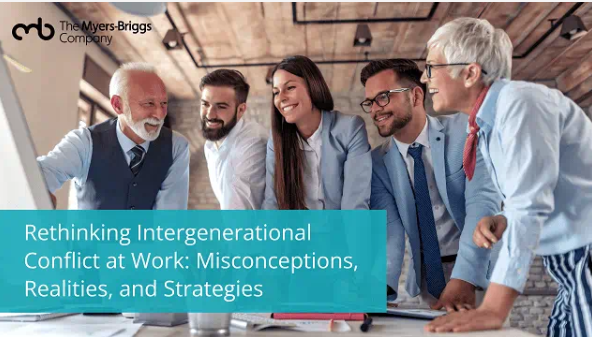 The Myers-Briggs
Company
Rethinking Intergenerational
Conflict at Work: Misconceptions,
Realities, and Strategies